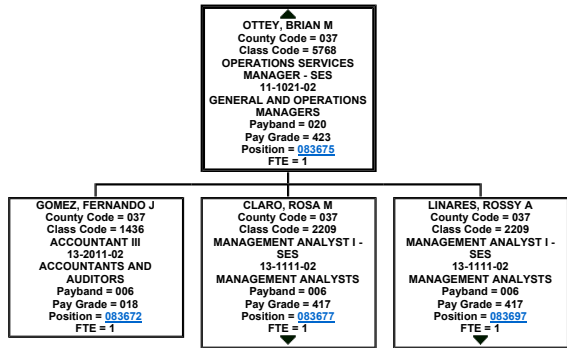 OTTEY, BRIAN M
County Code = 037
Class Code = 5768
OPERATIONS SERVICES
MANAGER - SES
11-1021-02
GENERAL AND OPERATIONS
MANAGERS
Payband = 020
Pay Grade = 423
Position = 083675
FTE = 1
GOMEZ, FERNANDO J
County Code = 037
Class Code = 1436
ACCOUNTANT III
13-2011-02
ACCOUNTANTS AND
AUDITORS
Payband = 006
Pay Grade = 018
Position = 083672
FTE = 1
CLARO, ROSA M
County Code = 037
Class Code = 2209
MANAGEMENT ANALYST I -
SES
13-1111-02
MANAGEMENT ANALYSTS
Payband = 006
Pay Grade = 417
Position = 083677
FTE = 1
LINARES, ROSSY A
County Code = 037
Class Code = 2209
MANAGEMENT ANALYST I -
SES
13-1111-02
MANAGEMENT ANALYSTS
Payband = 006
Pay Grade = 417
Position = 083697
FTE = 1